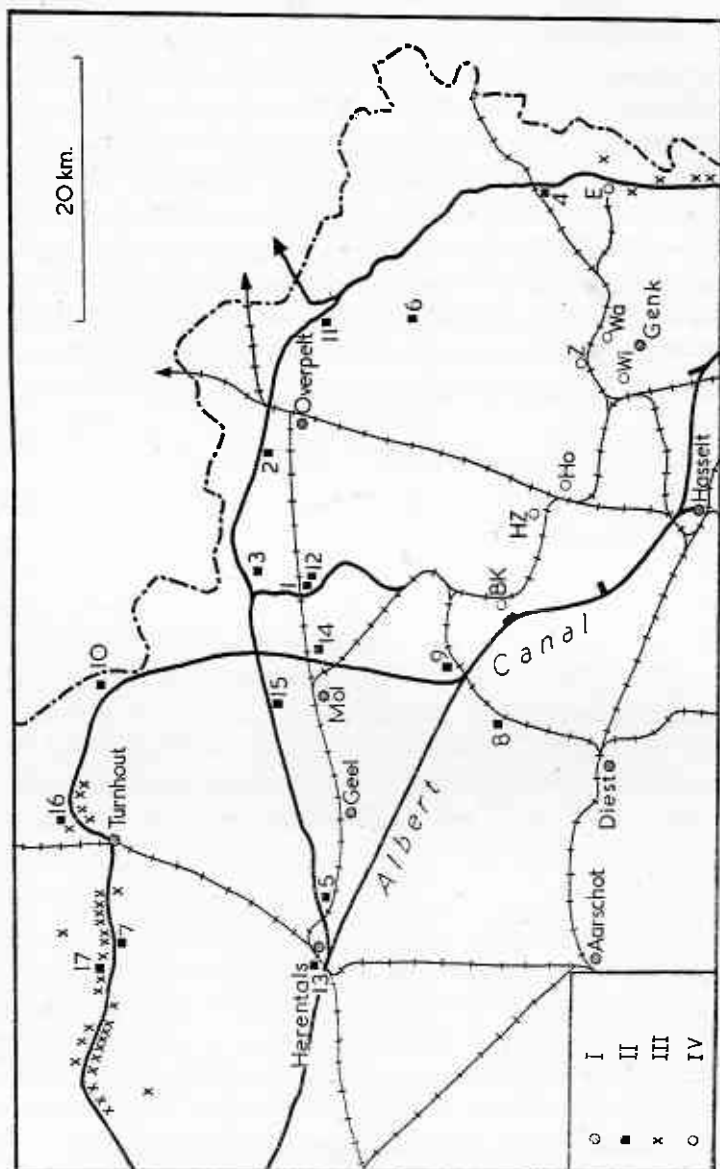 20 km.
10
16
Turnhout
17
7
3
2
15
1
12
14
Overpelt
11
Mol
Geel
5
Herentals
13
6
9
Albert
Canal
8
BK
HZ
Ho
4
E
Z
Wa
Wi
Genk
Diest
Aarschot
Hasselt
I
II
III
IV